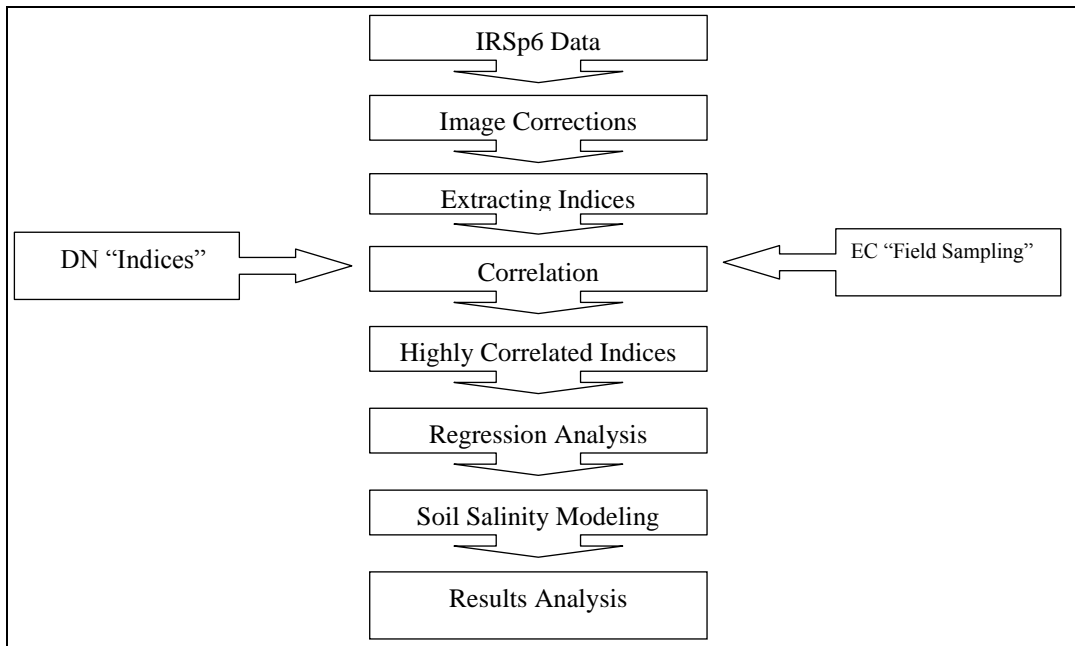 IRSp6 Data
Image Corrections
Extracting Indices
DN “Indices”
Correlation
EC “Field Sampling”
Highly Correlated Indices
Regression Analysis
Soil Salinity Modeling
Results Analysis